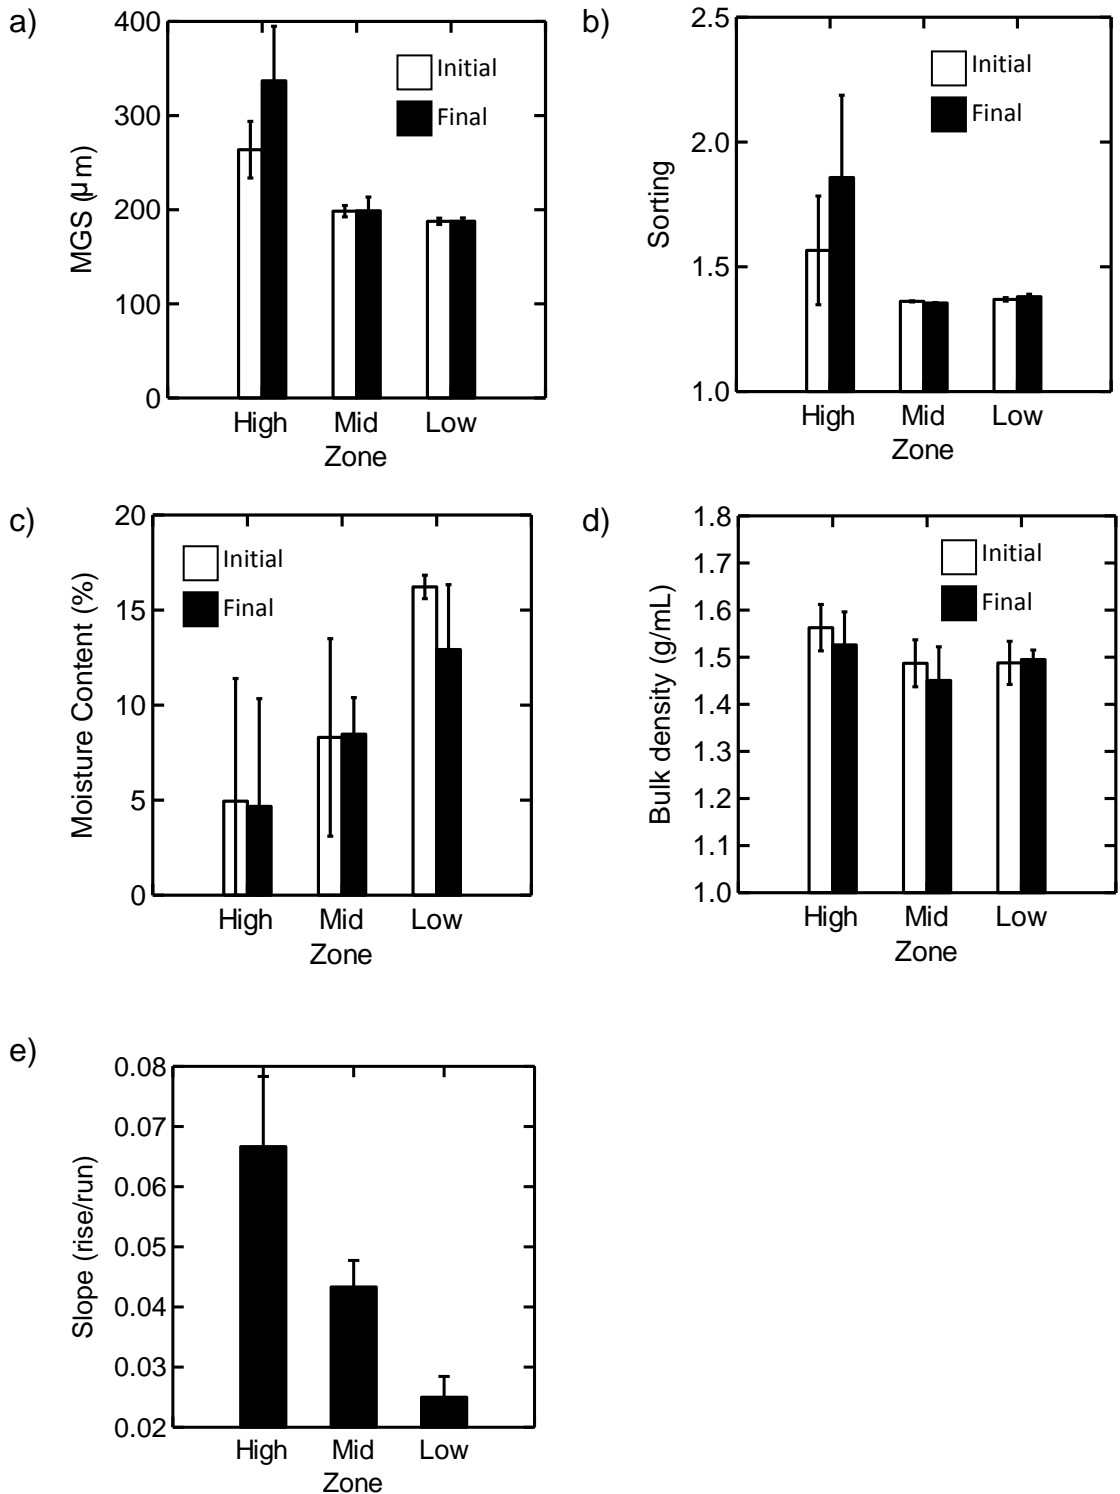 a)
400
300
200
100
0
MGS (μm)
Initial
Final
High Mid Low
Zone
b)
2.5
2.0
1.5
1.0
Sorting
Initial
Final
High Mid Low
Zone
c)
20
15
10
5
0
Moisture Content (%)
Initial
Final
High Mid Low
Zone
d)
1.8
1.7
1.6
1.5
1.4
1.3
1.2
1.1
1.0
Bulk density (g/mL)
Initial
Final
High Mid Low
Zone
e)
0.08
0.07
0.06
0.05
0.04
0.03
0.02
Slope (rise/run)
High Mid Low
Zone